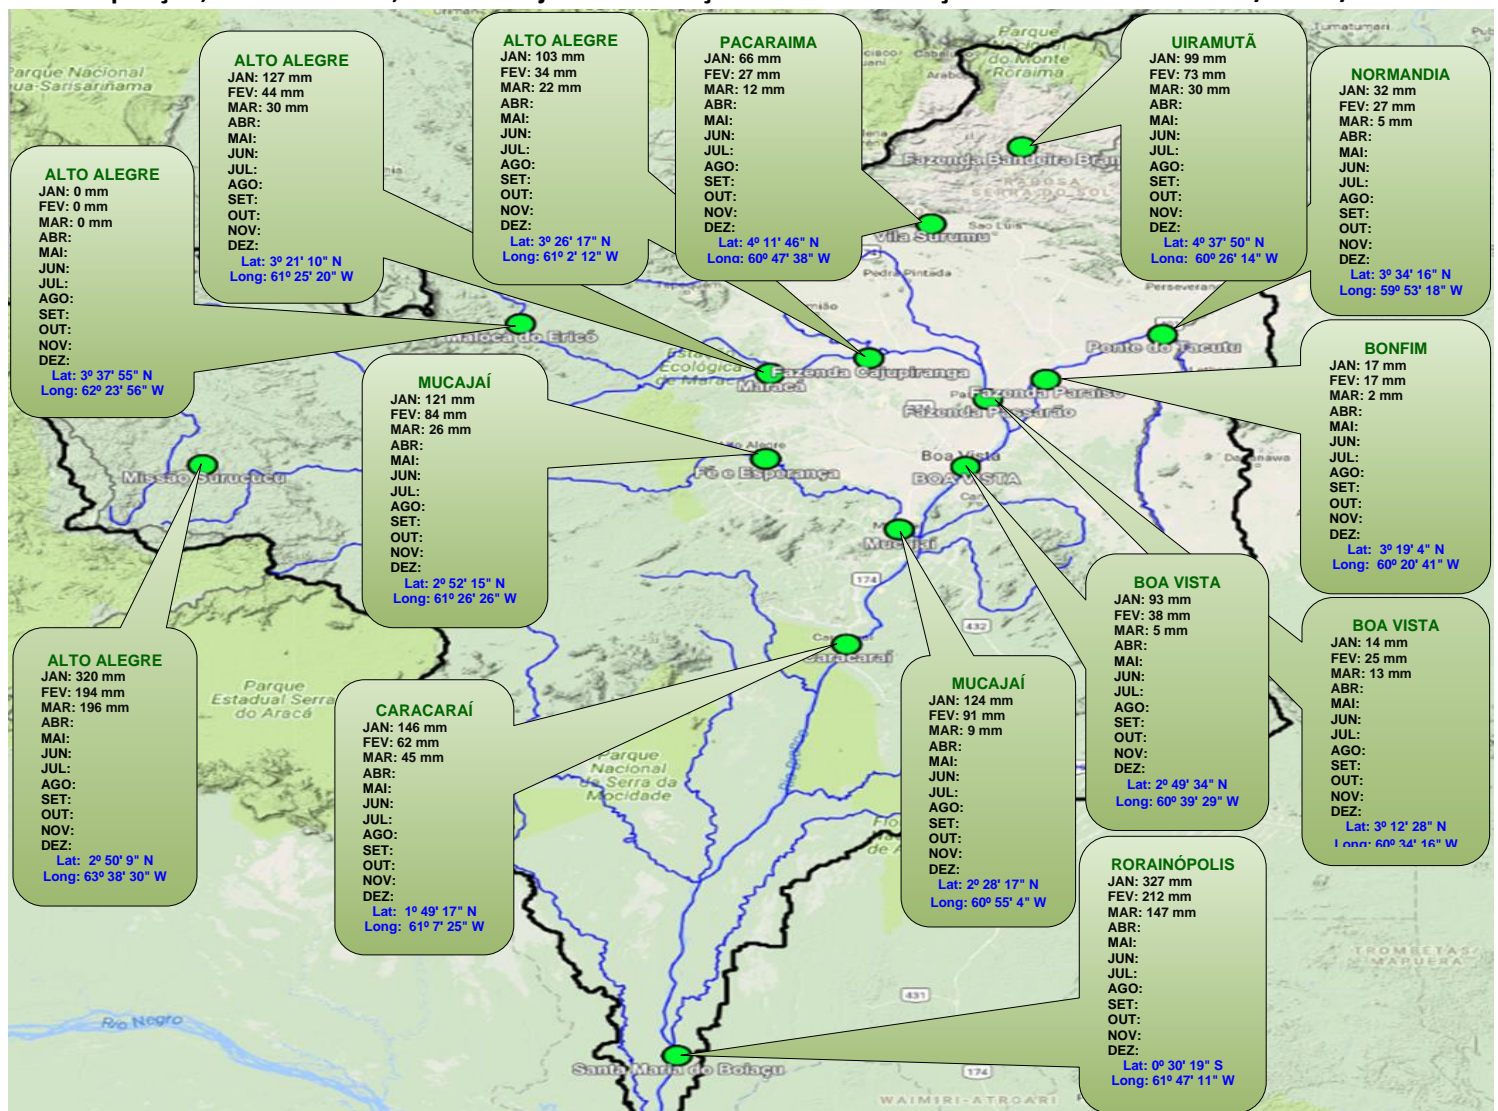 ALTO ALEGRE
JAN: 127 mm
FEV: 44 mm
MAR: 30 mm
ABR:
MAI:
JUN:
JUL:
AGO:
SET:
OUT:
NOV:
DEZ:
Lat: 3º 21' 10" N
Long: 61º 25' 20" W
ALTO ALEGRE
JAN: 103 mm
FEV: 34 mm
MAR: 22 mm
ABR:
MAI:
JUN:
JUL:
AGO:
SET:
OUT:
NOV:
DEZ:
Lat: 3º 26' 17" N
Long: 61º 2' 12" W
PACARAIMA
JAN: 66 mm
FEV: 27 mm
MAR: 12 mm
ABR:
MAI:
JUN:
JUL:
AGO:
SET:
OUT:
NOV:
DEZ:
Lat: 4º 11' 46" N
Long: 60º 47' 38" W
UIRAMUTÃ
JAN: 99 mm
FEV: 73 mm
MAR: 30 mm
ABR:
MAI:
JUN:
JUL:
AGO:
SET:
OUT:
NOV:
DEZ:
Lat: 4º 37' 50" N
Long: 60º 26' 14" W
NORMANDIA
JAN: 32 mm
FEV: 27 mm
MAR: 5 mm
ABR:
MAI:
JUN:
JUL:
AGO:
SET:
OUT:
NOV:
DEZ:
Lat: 3º 34' 16" N
Long: 59º 53' 18" W
ALTO ALEGRE
JAN: 0 mm
FEV: 0 mm
MAR: 0 mm
ABR:
MAI:
JUN:
JUL:
AGO:
SET:
OUT:
NOV:
DEZ:
Lat: 3º 37' 55" N
Long: 62º 23' 56" W
MUCAJAÍ
JAN: 121 mm
FEV: 84 mm
MAR: 26 mm
ABR:
MAI:
JUN:
JUL:
AGO:
SET:
OUT:
NOV:
DEZ:
Lat: 2º 52' 15" N
Long: 61º 26' 26" W
BONFIM
JAN: 17 mm
FEV: 17 mm
MAR: 2 mm
ABR:
MAI:
JUN:
JUL:
AGO:
SET:
OUT:
NOV:
DEZ:
Lat: 3º 19' 4" N
Long: 60º 20' 41" W
ALTO ALEGRE
JAN: 320 mm
FEV: 194 mm
MAR: 196 mm
ABR:
MAI:
JUN:
JUL:
AGO:
SET:
OUT:
NOV:
DEZ:
Lat: 2º 50' 9" N
Long: 63º 38' 30" W
CARACARAÍ
JAN: 146 mm
FEV: 62 mm
MAR: 45 mm
ABR:
MAI:
JUN:
JUL:
AGO:
SET:
OUT:
NOV:
DEZ:
Lat: 1º 49' 17" N
Long: 61º 7' 25" W
MUCAJAÍ
JAN: 124 mm
FEV: 91 mm
MAR: 9 mm
ABR:
MAI:
JUN:
JUL:
AGO:
SET:
OUT:
NOV:
DEZ:
Lat: 2º 28' 17" N
Long: 60º 55' 4" W
BOA VISTA
JAN: 93 mm
FEV: 38 mm
MAR: 5 mm
ABR:
MAI:
JUN:
JUL:
AGO:
SET:
OUT:
NOV:
DEZ:
Lat: 2º 49' 34" N
Long: 60º 39' 29" W
BOA VISTA
JAN: 14 mm
FEV: 25 mm
MAR: 13 mm
ABR:
MAI:
JUN:
JUL:
AGO:
SET:
OUT:
NOV:
DEZ:
Lat: 3º 12' 28" N
Long: 60º 34' 16" W
RORAINÓPOLIS
JAN: 327 mm
FEV: 212 mm
MAR: 147 mm
ABR:
MAI:
JUN:
JUL:
AGO:
SET:
OUT:
NOV:
DEZ:
Lat: 0º 30' 19" S
Long: 61º 47' 11" W
Parque
do Monte
Roraima
Tumatumari
Parque Nacional
Fazenda Bandeira Bran
RAPOSA
SERRA DO SOL
Vila Surumu
Sao Luis
Pedra Pintada
Ponte do Tacutu
Fazenda Cajupiranga
Maracá
Fazenda Paraíso
Fazenda Passarão
Fé e Esperança
Boa Vista
BOA VISTA
Missão Surucucu
Mucajaí
174
432
Caracaraí
Parque
Estadual Serra
do Aracá
Parque
Nacional
da Serra da
Mocidade
Rio Branco
431
174
Rio Negro
Santa Maria do Boiaçu
TROMBETAS/
MAPUERA
WAIMIRI-ATROARI